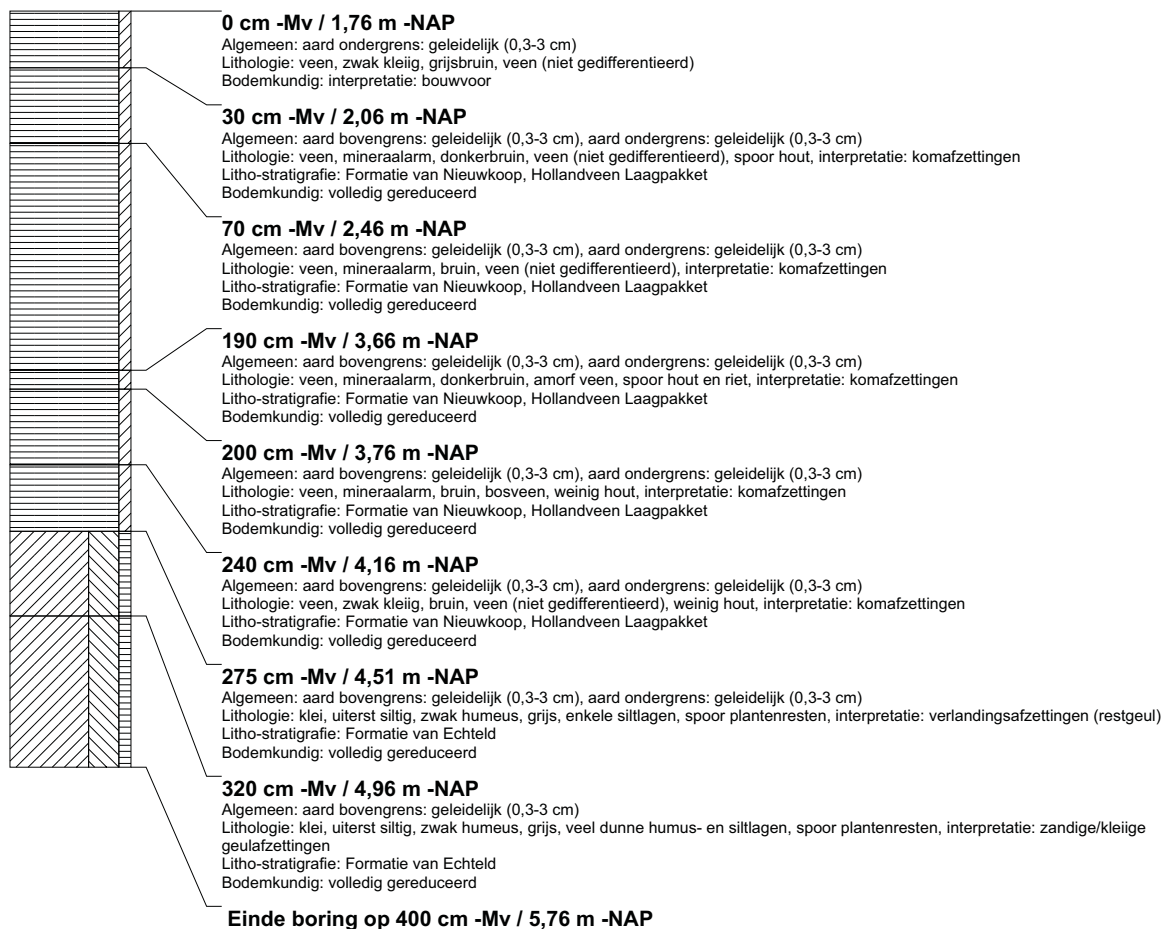 0 cm -Mv / 1,76 m -NAP
Algemeen: aard ondergrens: geleidelijk (0,3-3 cm)
Lithologie: veen, zwak kleiig, grijsbruin, veen (niet gedifferentieerd)
Bodemkundig: interpretatie: bouwvoor
30 cm -Mv / 2,06 m -NAP
Algemeen: aard bovengrens: geleidelijk (0,3-3 cm), aard ondergrens: geleidelijk (0,3-3 cm)
Lithologie: veen, mineraalarm, donkerbruin, veen (niet gedifferentieerd), spoor hout, interpretatie: komafzettingen
Litho-stratigrafie: Formatie van Nieuwkoop, Hollandveen Laagpakket
Bodemkundig: volledig gereduceerd
70 cm -Mv / 2,46 m -NAP
Algemeen: aard bovengrens: geleidelijk (0,3-3 cm), aard ondergrens: geleidelijk (0,3-3 cm)
Lithologie: veen, mineraalarm, bruin, veen (niet gedifferentieerd), interpretatie: komafzettingen
Litho-stratigrafie: Formatie van Nieuwkoop, Hollandveen Laagpakket
Bodemkundig: volledig gereduceerd
190 cm -Mv / 3,66 m -NAP
Algemeen: aard bovengrens: geleidelijk (0,3-3 cm), aard ondergrens: geleidelijk (0,3-3 cm)
Lithologie: veen, mineraalarm, donkerbruin, amorf veen, spoor hout en riet, interpretatie: komafzettingen
Litho-stratigrafie: Formatie van Nieuwkoop, Hollandveen Laagpakket
Bodemkundig: volledig gereduceerd
200 cm -Mv / 3,76 m -NAP
Algemeen: aard bovengrens: geleidelijk (0,3-3 cm), aard ondergrens: geleidelijk (0,3-3 cm)
Lithologie: veen, mineraalarm, bruin, bosveen, weinig hout, interpretatie: komafzettingen
Litho-stratigrafie: Formatie van Nieuwkoop, Hollandveen Laagpakket
Bodemkundig: volledig gereduceerd
240 cm -Mv / 4,16 m -NAP
Algemeen: aard bovengrens: geleidelijk (0,3-3 cm), aard ondergrens: geleidelijk (0,3-3 cm)
Lithologie: veen, zwak kleiig, bruin, veen (niet gedifferentieerd), weinig hout, interpretatie: komafzettingen
Litho-stratigrafie: Formatie van Nieuwkoop, Hollandveen Laagpakket
Bodemkundig: volledig gereduceerd
275 cm -Mv / 4,51 m -NAP
Algemeen: aard bovengrens: geleidelijk (0,3-3 cm), aard ondergrens: geleidelijk (0,3-3 cm)
Lithologie: klei, uiterst siltig, zwak humeus, grijs, enkele siltlagen, spoor plantenresten, interpretatie: verlandingsafzettingen (restgeul)
Litho-stratigrafie: Formatie van Echteld
Bodemkundig: volledig gereduceerd
320 cm -Mv / 4,96 m -NAP
Algemeen: aard bovengrens: geleidelijk (0,3-3 cm)
Lithologie: klei, uiterst siltig, zwak humeus, grijs, veel dunne humus- en siltlagen, spoor plantenresten, interpretatie: zandige/kleiige
geulafzettingen
Litho-stratigrafie: Formatie van Echteld
Bodemkundig: volledig gereduceerd
Einde boring op 400 cm -Mv / 5,76 m -NAP